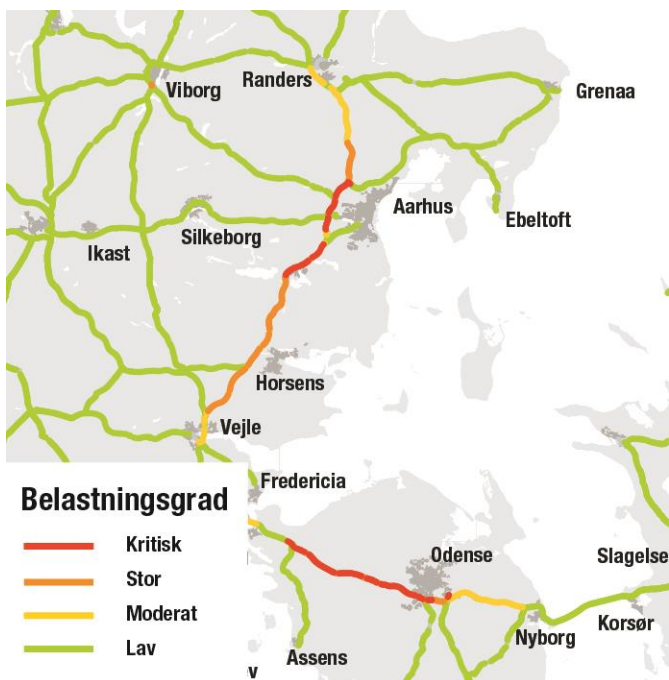 Randers
Viborg
Grenaa
Aarhus
Ebeltoft
Silkeborg
Ikast
Horsens
Vejle
Fredericia
Belastningsgrad
Kritisk
Stor
Moderat
Lav
Odense
Slagelse
Korsør
Nyborg
Assens
v